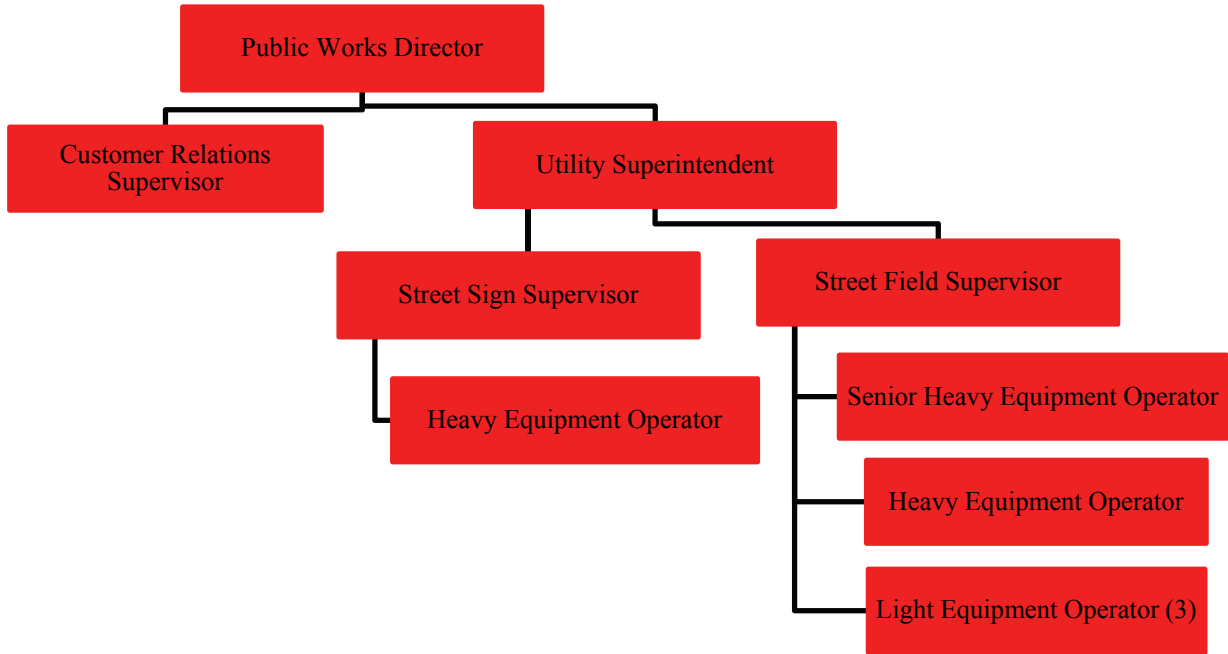 Public Works Director
Customer Relations
Supervisor
Utility Superintendent
Street Sign Supervisor
Street Field Supervisor
Heavy Equipment Operator
Senior Heavy Equipment Operator
Heavy Equipment Operator
Light Equipment Operator (3)